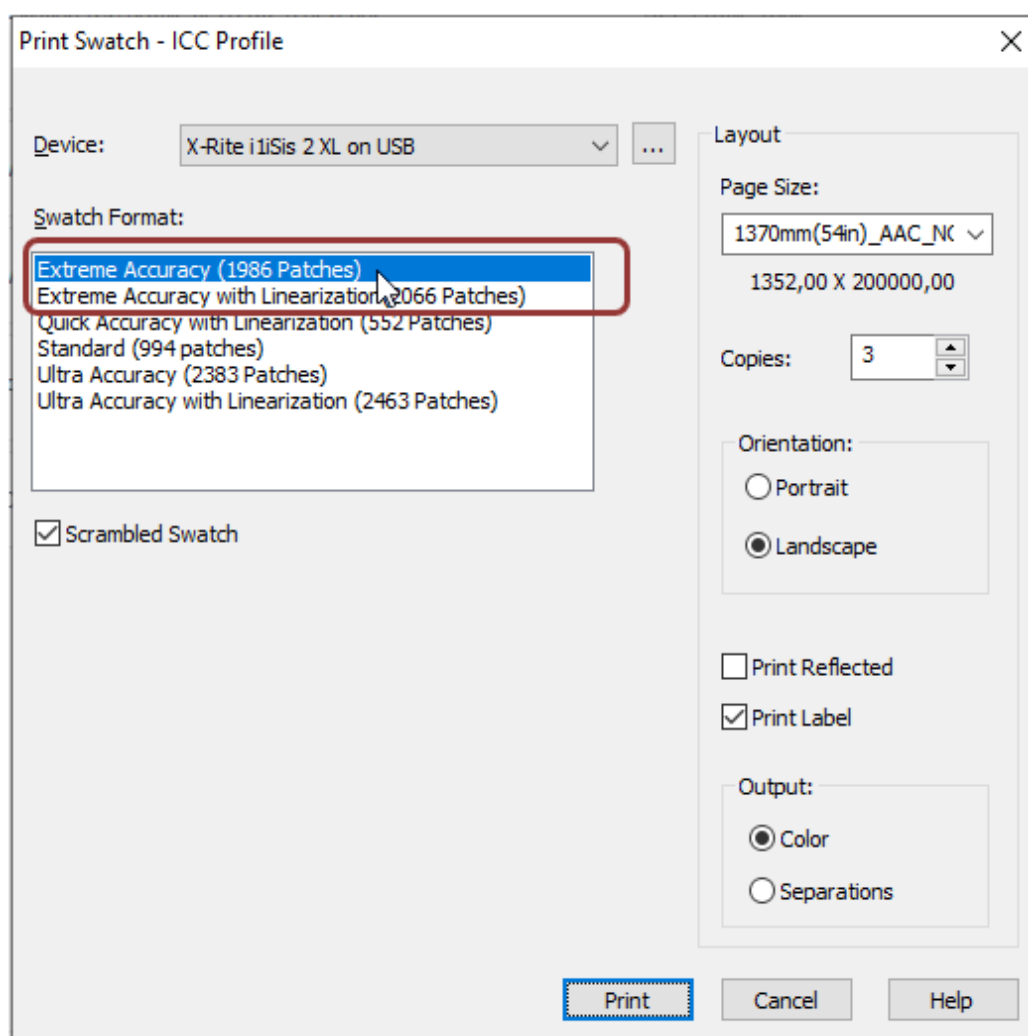 Print Swatch - ICC Profile
Device:
X-Rite i1iSis 2 XL on USB
...
Swatch Format:
Extreme Accuracy (1986 Patches)
Extreme Accuracy with Linearization (2066 Patches)
Quick Accuracy with Linearization (552 Patches)
Standard (994 patches)
Ultra Accuracy (2383 Patches)
Ultra Accuracy with Linearization (2463 Patches)
Scrambled Swatch
Layout
Page Size:
1370mm(54in)_AAC_N
1352,00 X 200000,00
Copies:
3
Orientation:
Portrait
Landscape
Print Reflected
Print Label
Output:
Color
Separations
Print
Cancel
Help